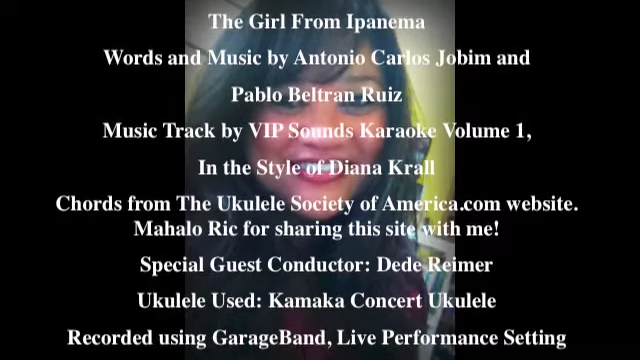 The Girl From Ipanema
Words and Music by Antonio Carlos Jobim and
Pablo Beltran Ruiz
Music Track by VIP Sounds Karaoke Volume 1,
In the Style of Diana Krall
Chords from The Ukulele Society of America.com website.
Mahalo Ric for sharing this site with me!
Special Guest Conductor: Dede Reimer
Ukulele Used: Kamaka Concert Ukulele
Recorded using GarageBand, Live Performance Setting